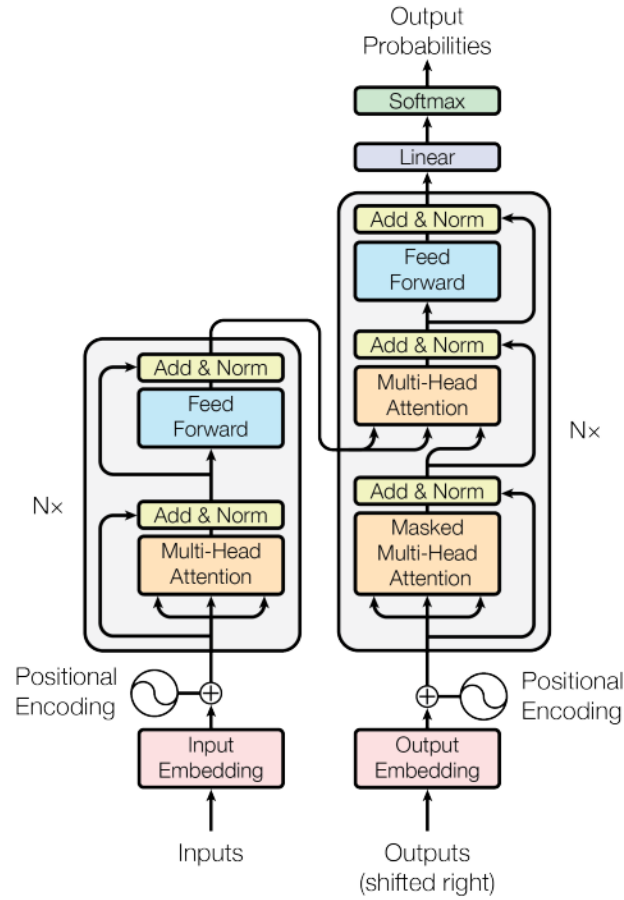 Output
Probabilities
Softmax
Linear
Add & Norm
Feed
Forward
Add & Norm
Multi-Head
Attention
Nx
Add & Norm
Masked
Multi-Head
Attention
Add & Norm
Feed
Forward
N×
Add & Norm
Multi-Head
Attention
Positional
Encoding
Positional
Encoding
Input
Embedding
Output
Embedding
Inputs
Outputs
(shifted right)